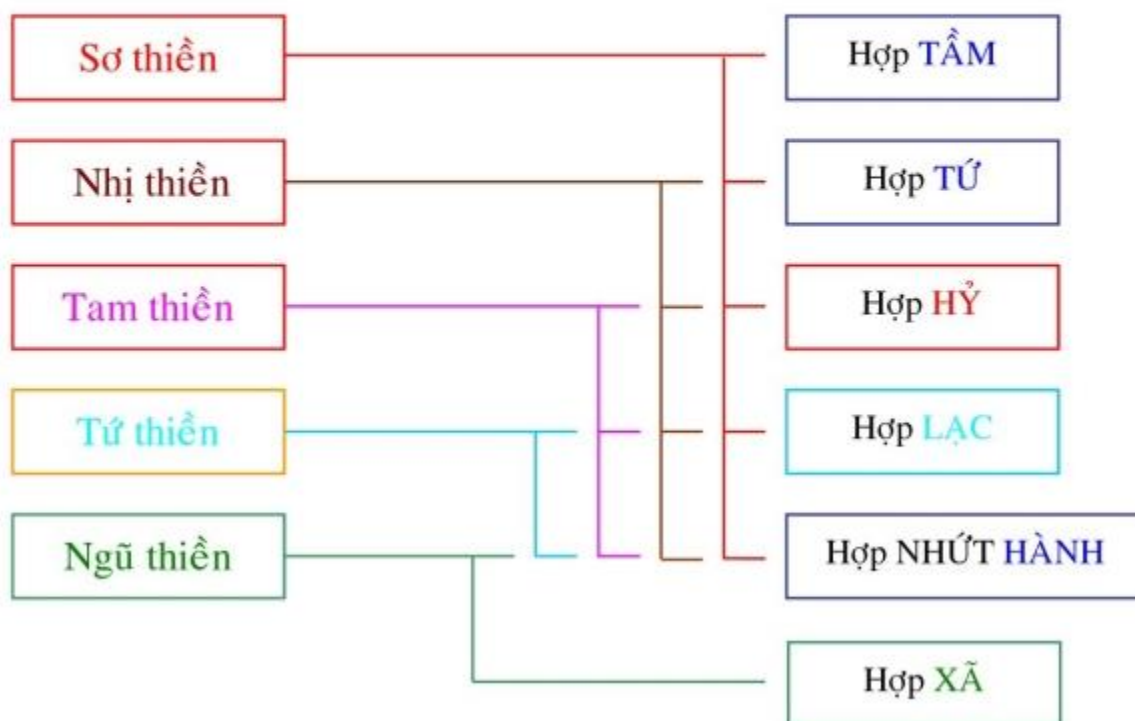 Sơ thiền
Hợp TẦM
Nhị thiền
Hợp TỨ
Tam thiền
Hợp HỶ
Tứ thiền
Hợp LẠC
Ngũ thiền
Hợp NHỨT HÀNH
Hợp XÃ